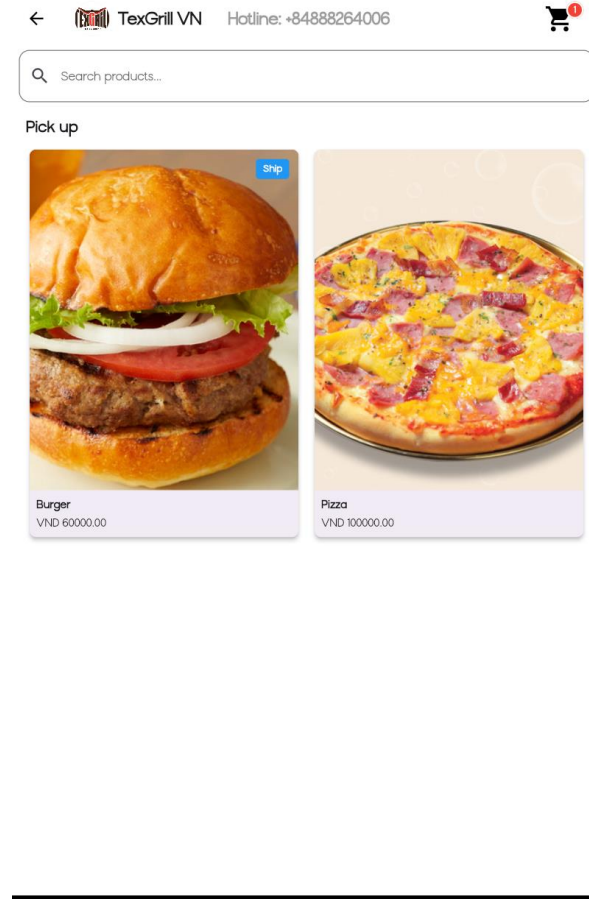 TexGrill VN Hotline: +84888264006
1
Search products...
Pick up
Ship
Burger
VND 60000.00
Pizza
VND 100000.00